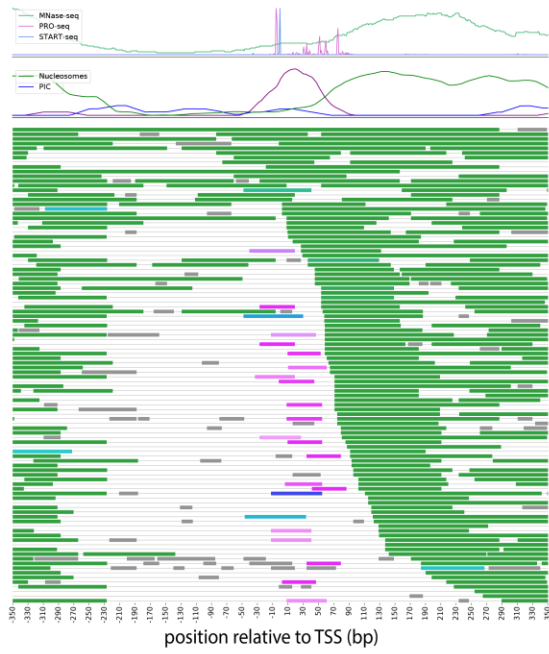 MNase-seq
PRO-seq
START-seq
Nucleosomes
PIC
-350 -330 -310 -290 -270 -250 -230 -210 -190 -170 -150 -130 -110 -90 -70 -50 -30 -10 10 30 50 70 90 110 130 150 170 190 210 230 250 270 290 310 330 350
position relative to TSS (bp)